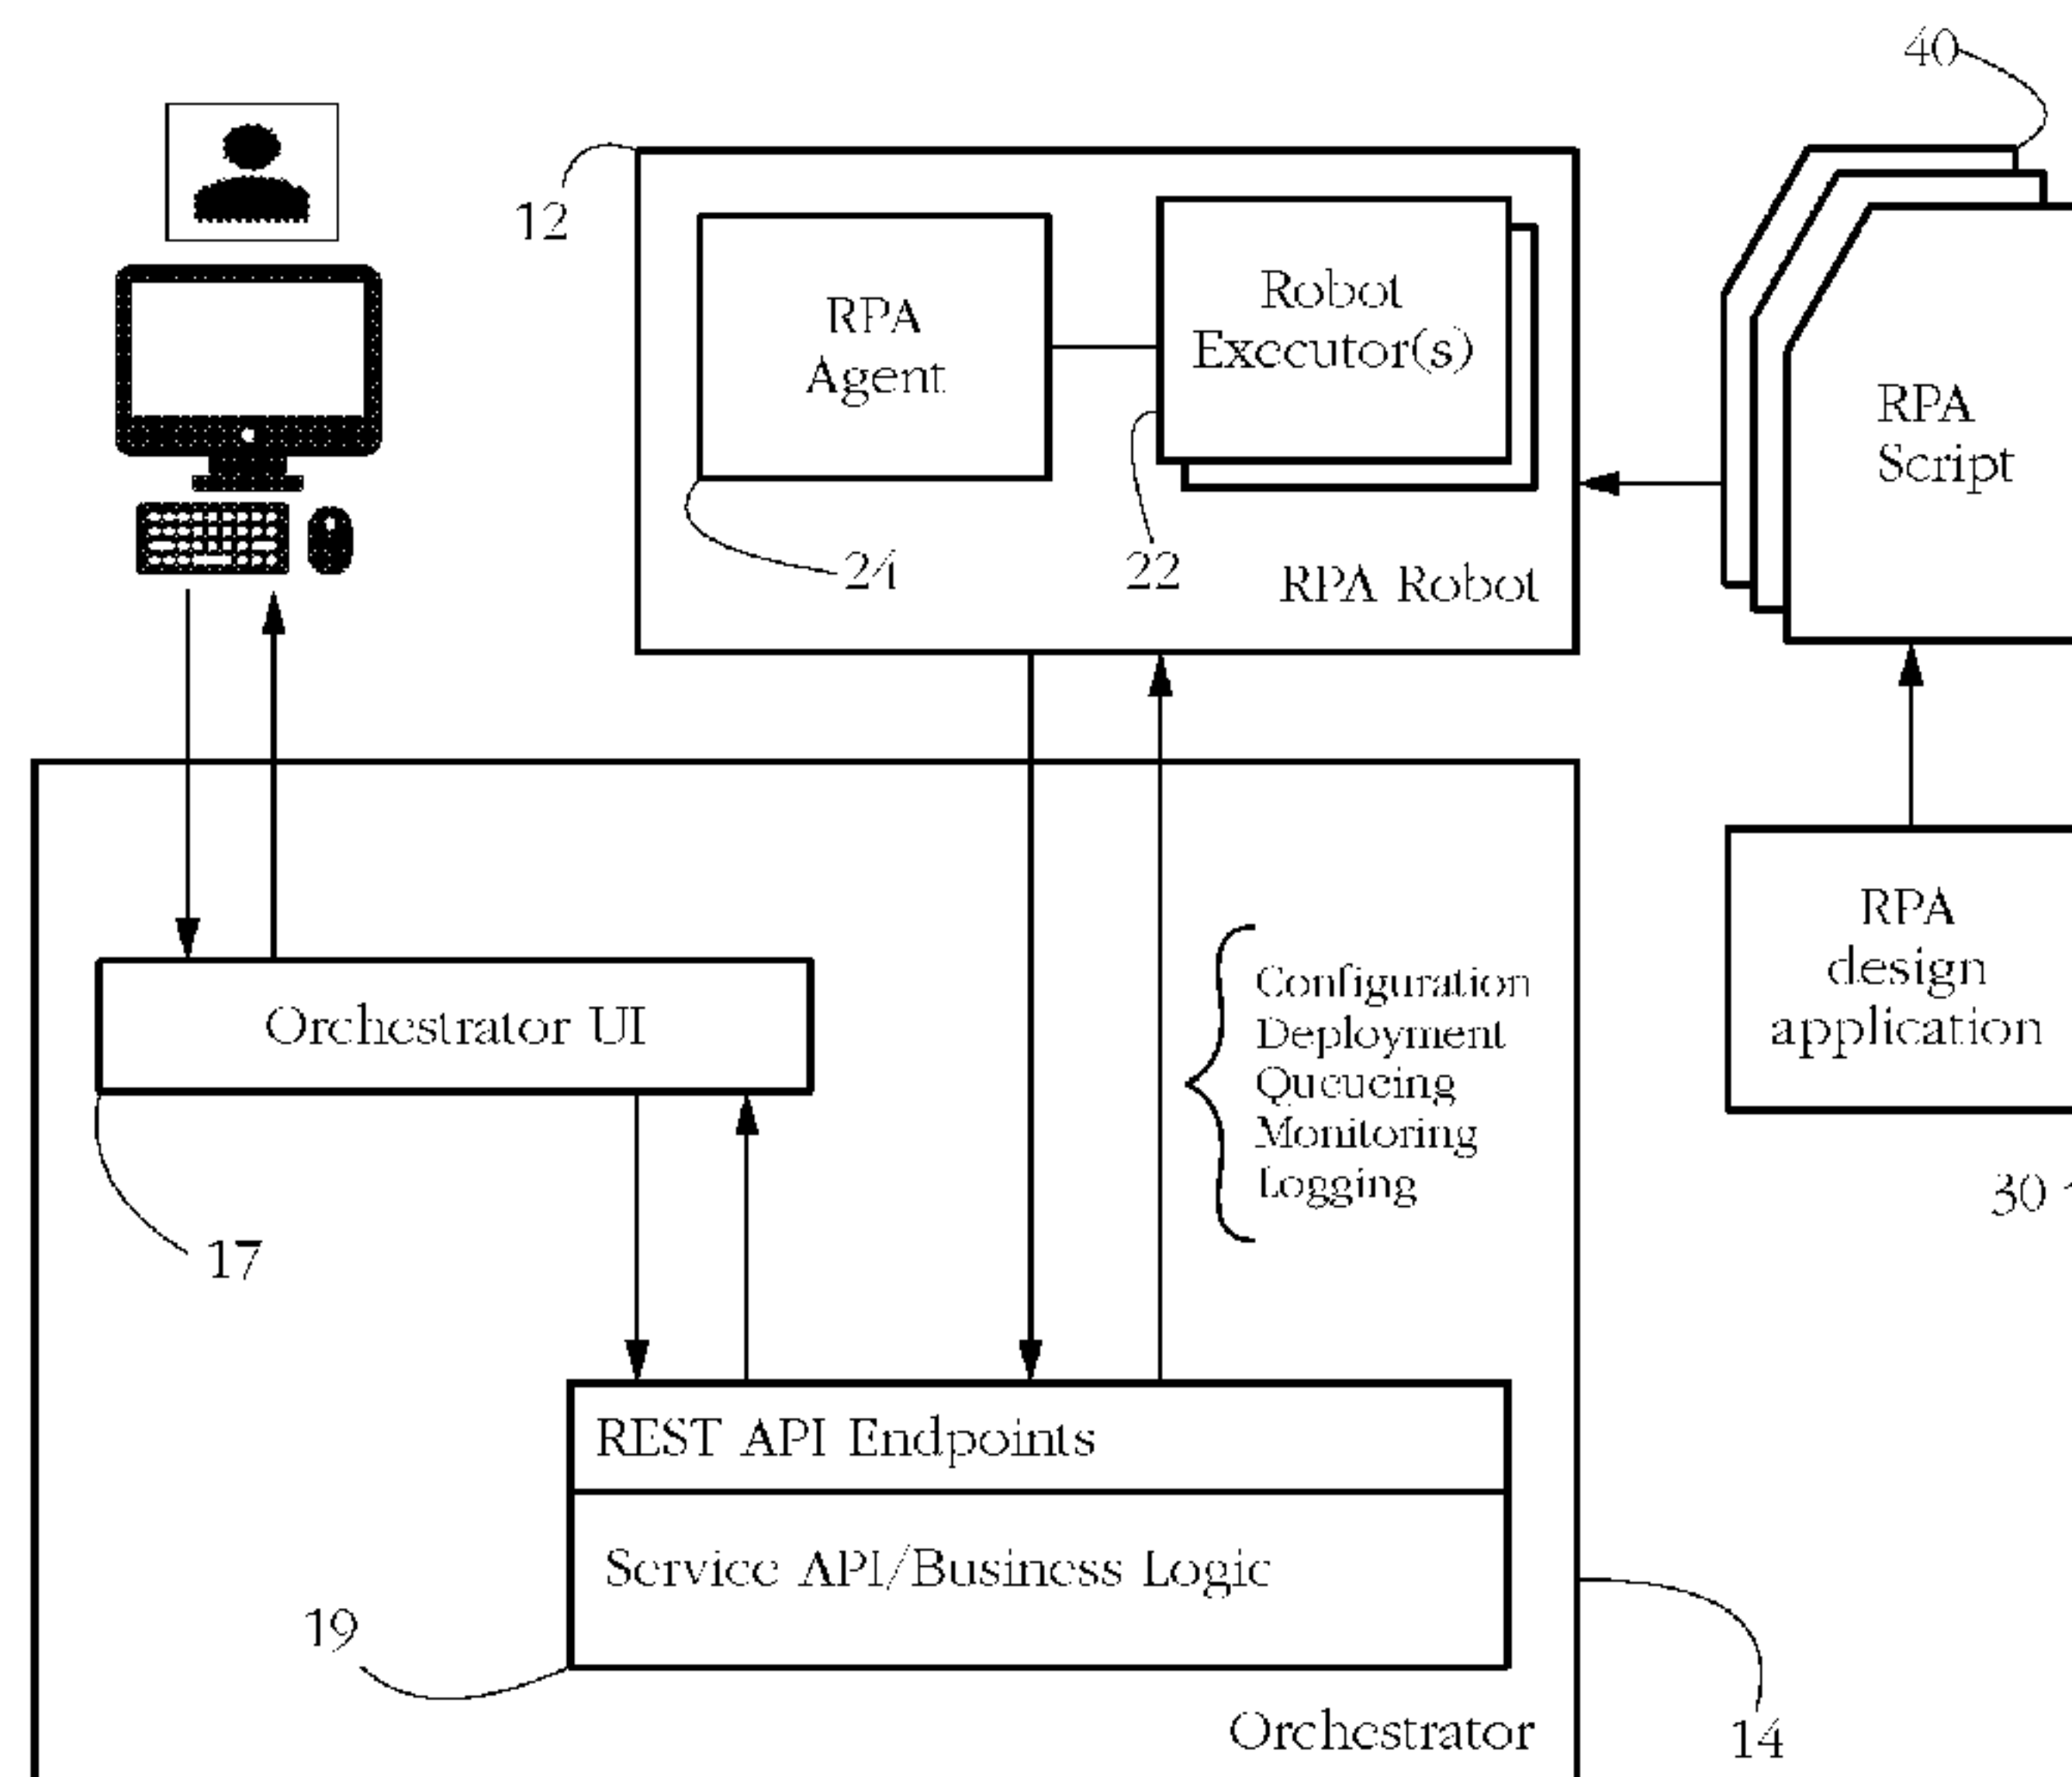 40
12
RPA
Agent
Robot
Executor(s)
RPA
Script
24
22
RPA Robot
RPA
design
application
Orchestrator UI
Configuration
Deployment
Queueing
Monitoring
Logging
30
17
REST API Endpoints
Service API/Business Logic
19
Orchestrator
14